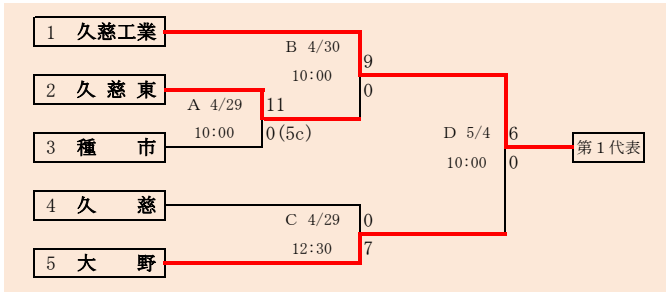 1 久慈工業
B 4/30
9
10:00
0
2 久慈東
A 4/29
11
10:00
0(5c)
3 種市
D 5/4
6
第1代表
10:00
0
4 久慈
C 4/29
0
12:30
7
5 大野